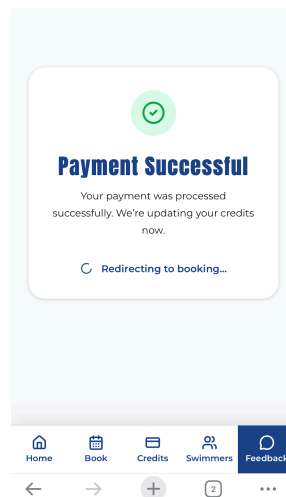 Payment Successful
Your payment was processed
successfully. We're updating your credits
now.
Redirecting to booking...
Home Book Credits Swimmers Feedback
2